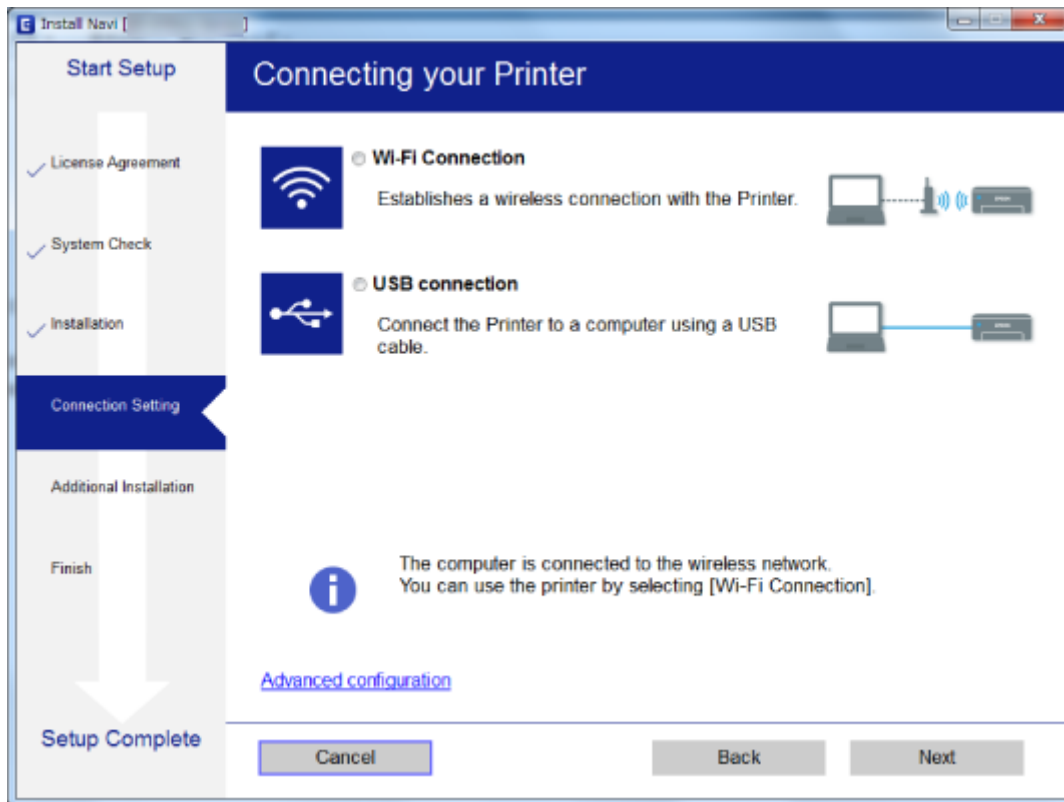 Install Navi [ ]
Start Setup
License Agreement
System Check
Installation
Connection Setting
Additional Installation
Finish
Setup Complete
Connecting your Printer
Wi-Fi Connection
Establishes a wireless connection with the Printer.
USB connection
Connect the Printer to a computer using a USB
cable.
The computer is connected to the wireless network.
You can use the printer by selecting [Wi-Fi Connection].
Advanced configuration
Cancel
Back
Next